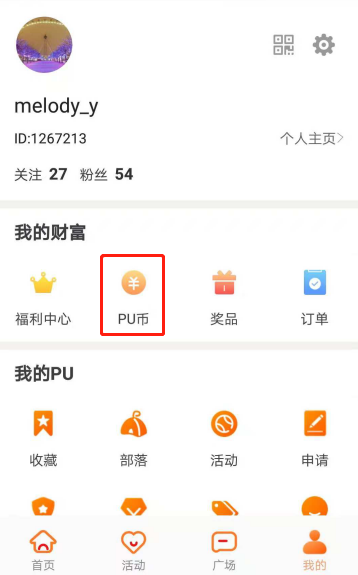 melody_y
ID:1267213
个人主页
关注 27 粉丝 54
我的财富
福利中心 PU币 奖品 订单
我的PU
收藏 部落 活动 申请
首页 活动 广场 我的